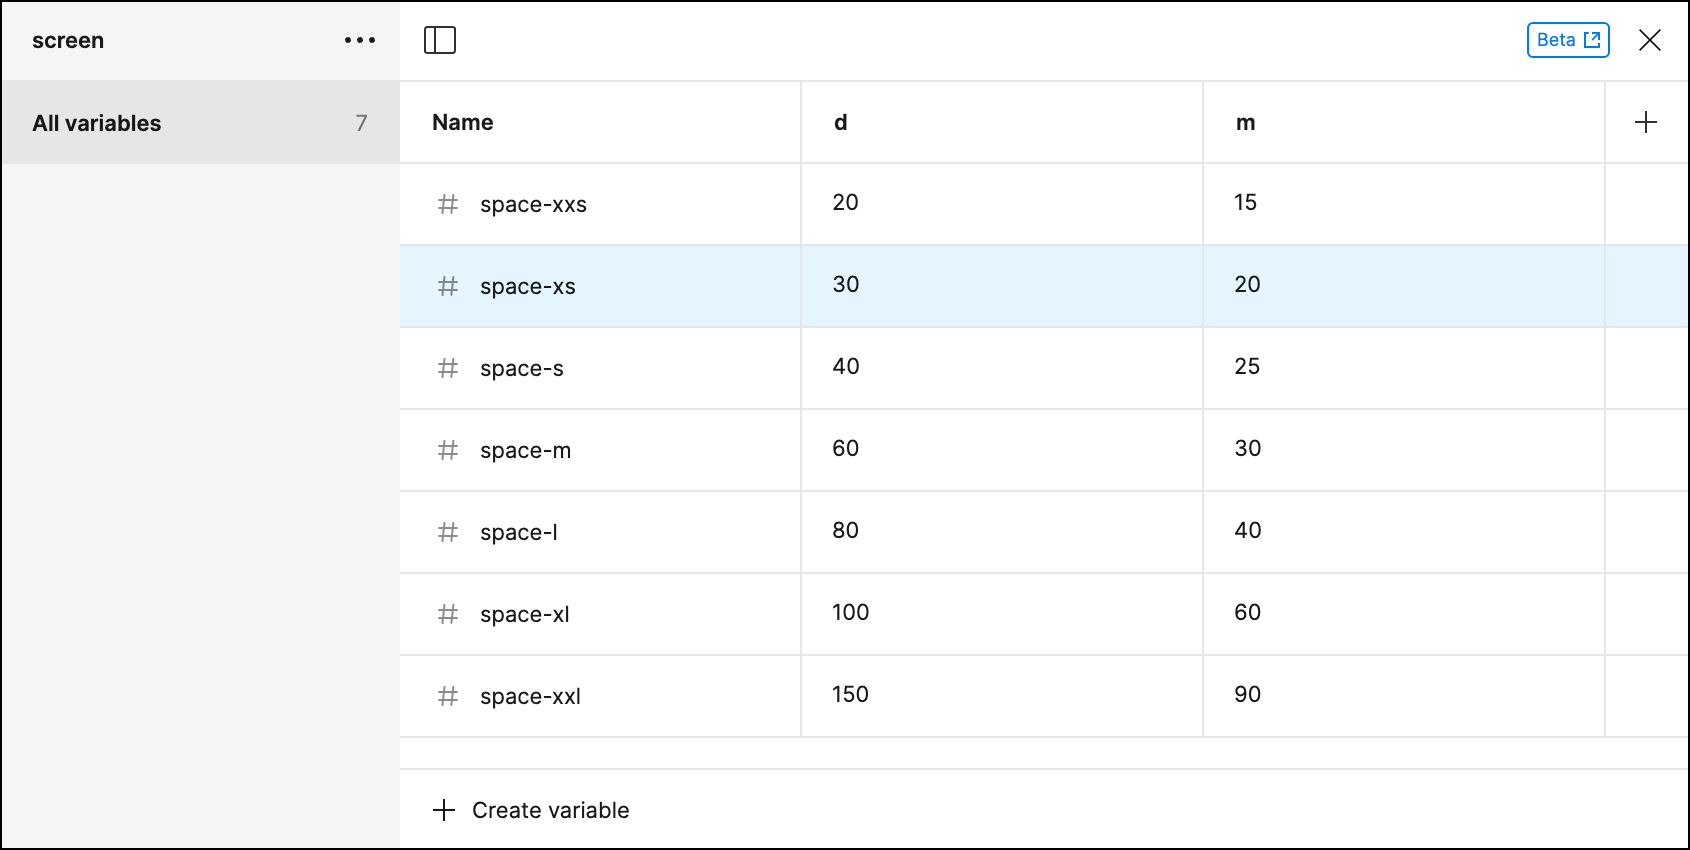 screen
Beta
All variables 7
Name d m
space-xxs 20 15
space-xs 30 20
space-s 40 25
space-m 60 30
space-l 80 40
space-xl 100 60
space-xxl 150 90
Create variable